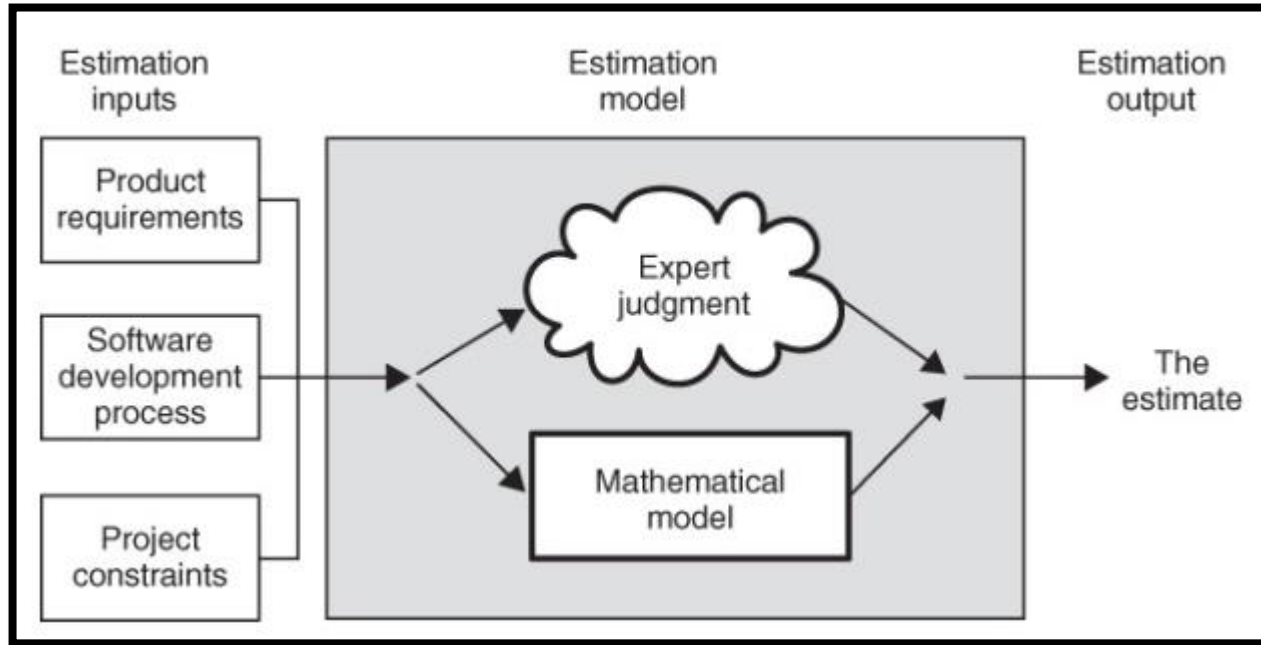 Estimation
inputs
Estimation
model
Estimation
output
Product
requirements
Software
development
process
Project
constraints
Expert
judgment
Mathematical
model
The
estimate